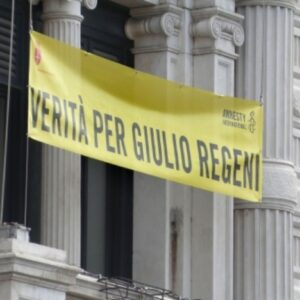 AMNESTY
INTERNATIONAL
VERITÀ PER GIULIO REGENI